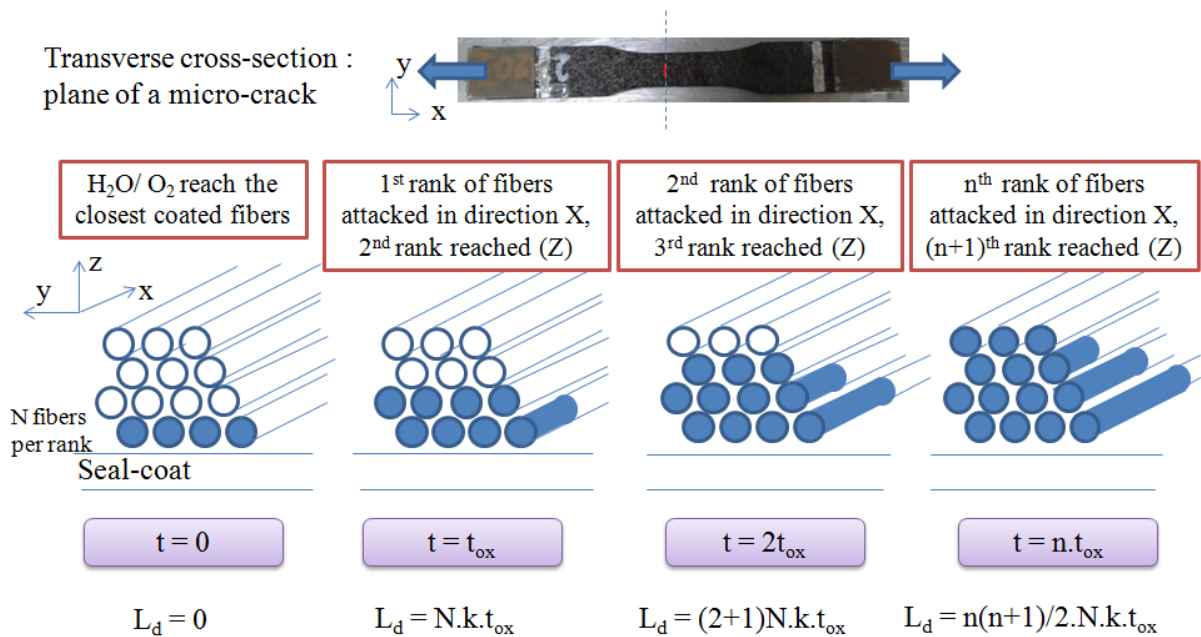 Transverse cross-section :
plane of a micro-crack
y
x
2
H₂O/ O₂ reach the
closest coated fibers
1st rank of fibers
attacked in direction X,
2nd rank reached (Z)
2nd rank of fibers
attacked in direction X,
3rd rank reached (Z)
nth rank of fibers
attacked in direction X,
(n+1)th rank reached (Z)
z
y
x
N fibers
per rank
Seal-coat
t = 0
t = tox
t = 2tox
t = n.tox
Ld = 0
Ld = N.k.tox
Ld = (2+1)N.k.tox
Ld = n(n+1)/2.N.k.tox